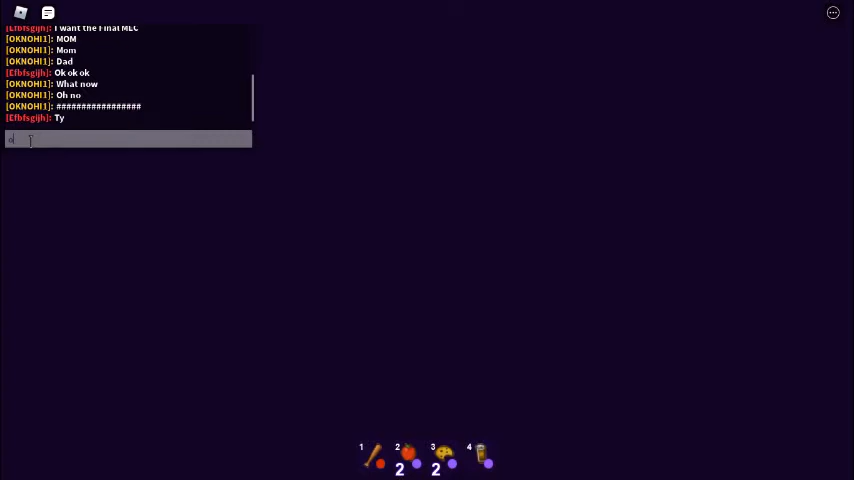 [Efbfsgijh]: I want the Final MLC
[OKNOHI1]: MOM
[OKNOHI1]: Mom
[OKNOHI1]: Dad
[Efbfsgijh]: Ok ok ok
[OKNOHI1]: What now
[OKNOHI1]: Oh no
[OKNOHI1]: #################
[Efbfsgijh]: Ty
o
1 2 3 4
2 2